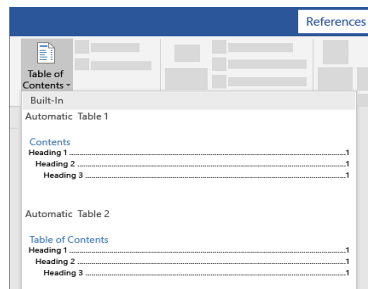 References
Table of
Contents
Built-In
Automatic Table 1
Contents
Heading 1 ........................................................................................1
Heading 2 .....................................................................................1
Heading 3 ..................................................................................1
Automatic Table 2
Table of Contents
Heading 1 ........................................................................................1
Heading 2 .....................................................................................1
Heading 3 ..................................................................................1